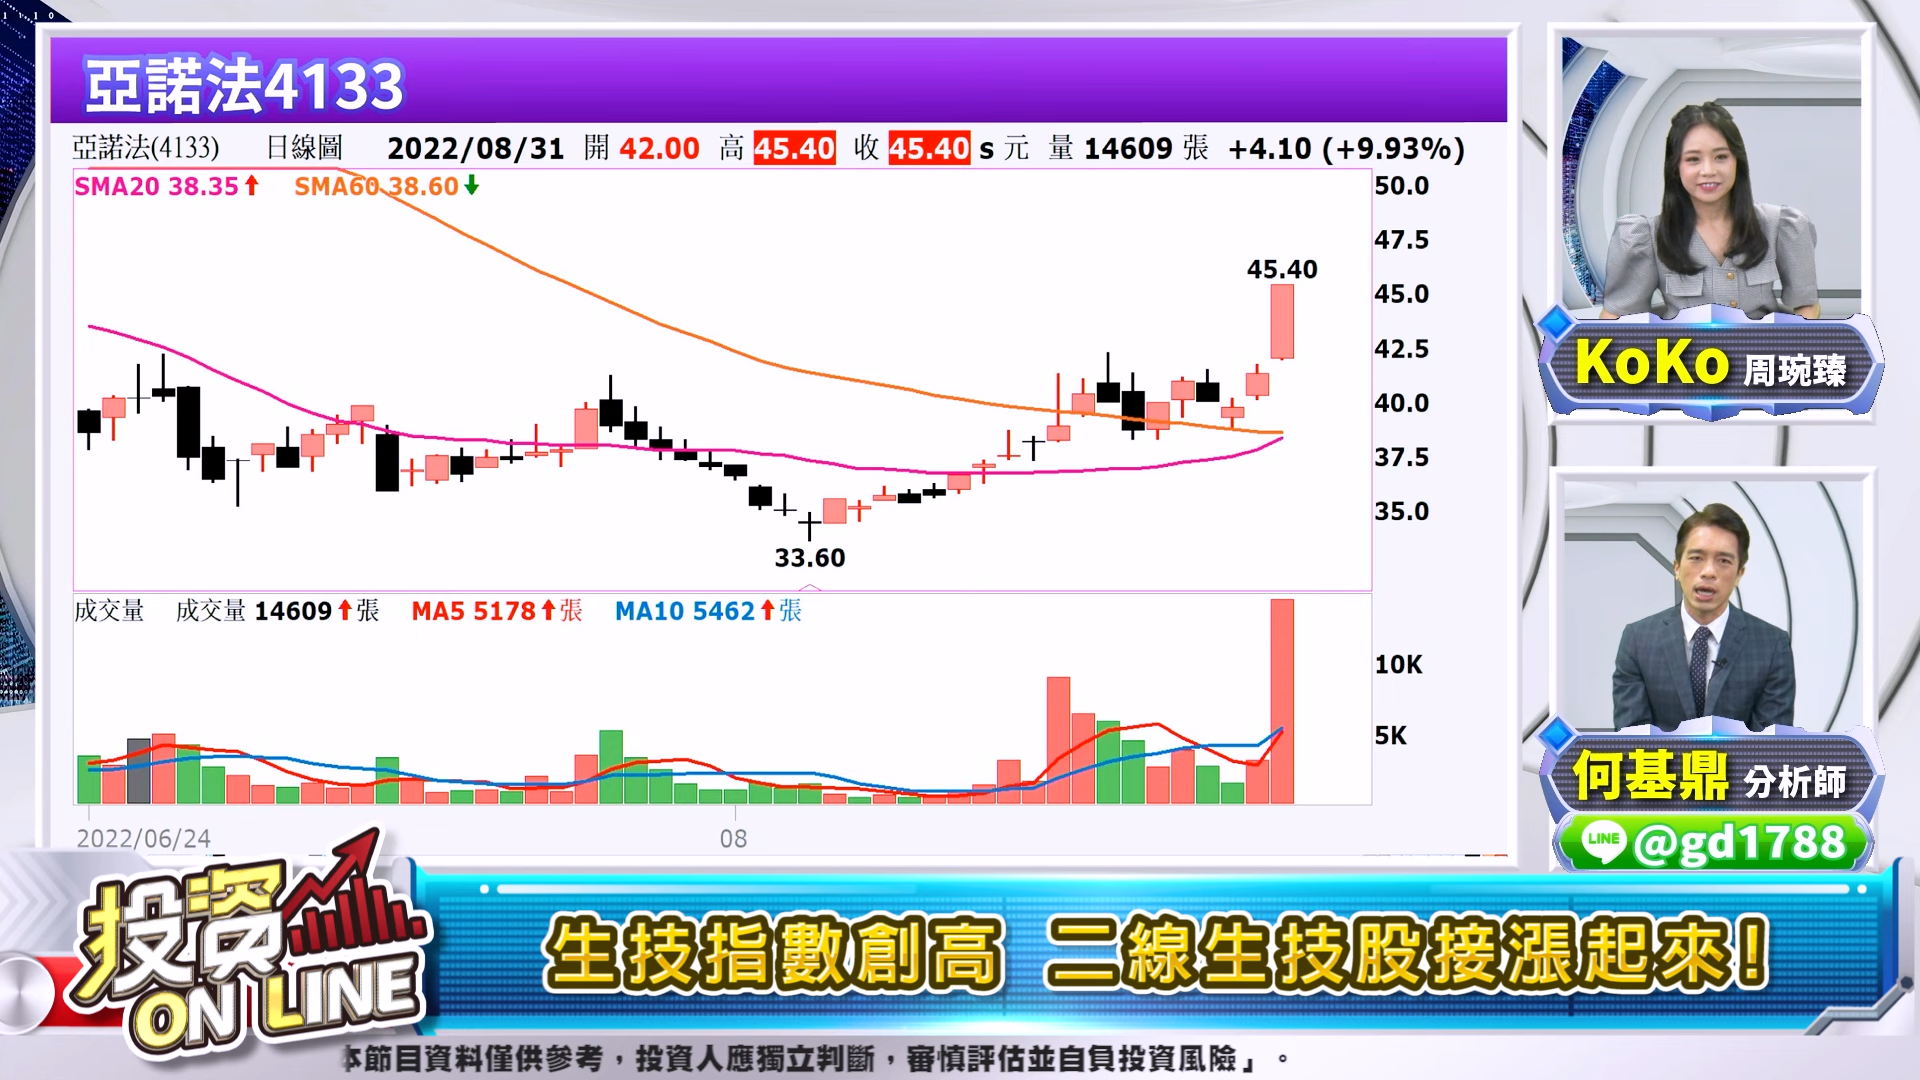 亞諾法4133
亞諾法(4133) 日線圖 2022/08/31 開 42.00 高 45.40 收 45.40 s 元 量 14609 張 +4.10 (+9.93%)
SMA20 38.35↑ SMA60 38.60↓
50.0
47.5
45.40
45.0
42.5
40.0
37.5
35.0
33.60
成交量 成交量 14609↑張 MA5 5178↑張 MA10 5462↑張
10K
5K
2022/06/24
08
KoKo 周琬臻
何基鼎 分析師
LINE @gd1788
投資
ON LINE
生技指數創高 二線生技股接漲起來!
本節目資料僅供參考，投資人應獨立判斷，審慎評估並自負投資風險」。